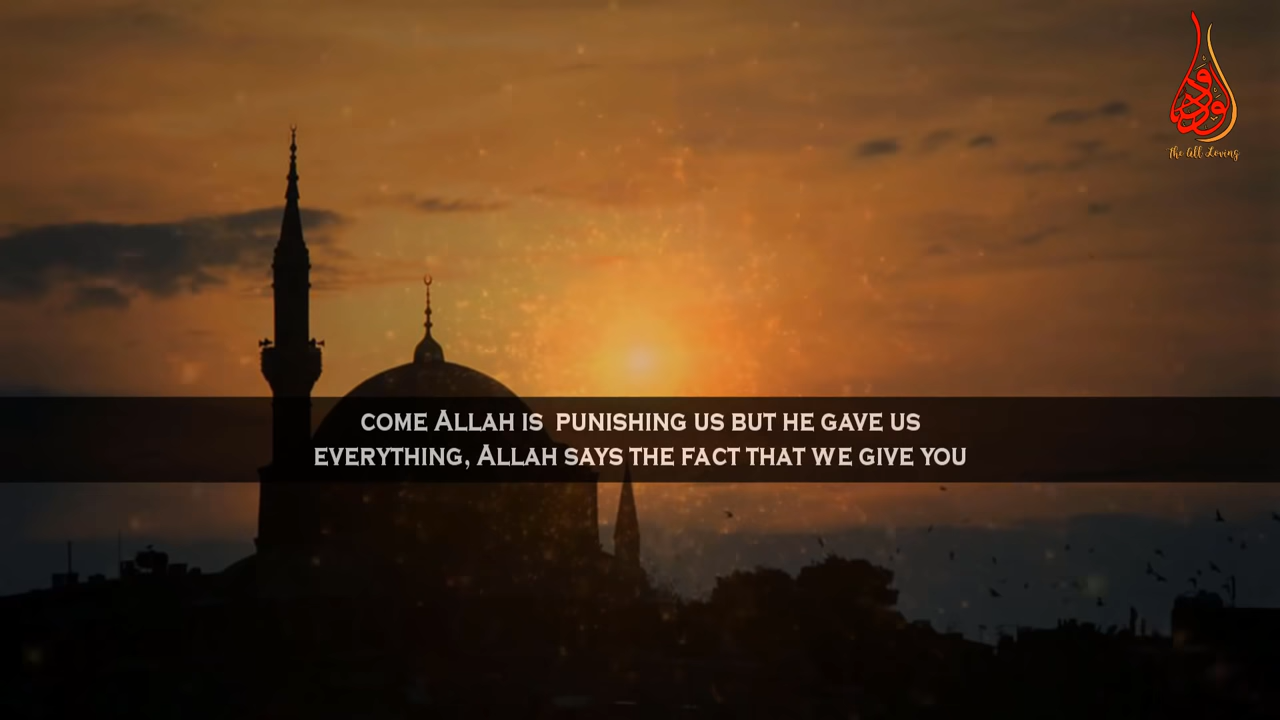 الودود
The All Loving
COME ALLAH IS PUNISHING US BUT HE GAVE US
EVERYTHING, ALLAH SAYS THE FACT THAT WE GIVE YOU